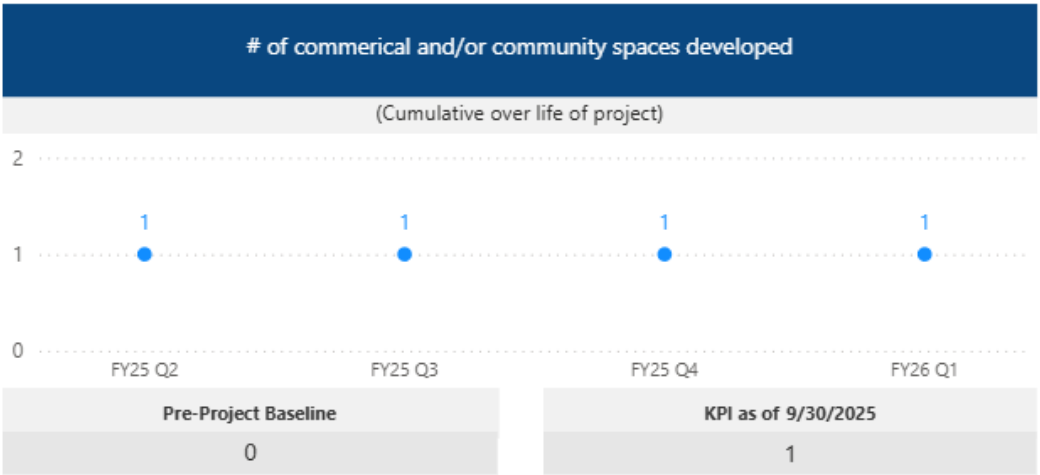 # of commerical and/or community spaces developed
(Cumulative over life of project)
2
1 1 1 1
1
0
FY25 Q2 FY25 Q3 FY25 Q4 FY26 Q1
Pre-Project Baseline KPI as of 9/30/2025
0 1